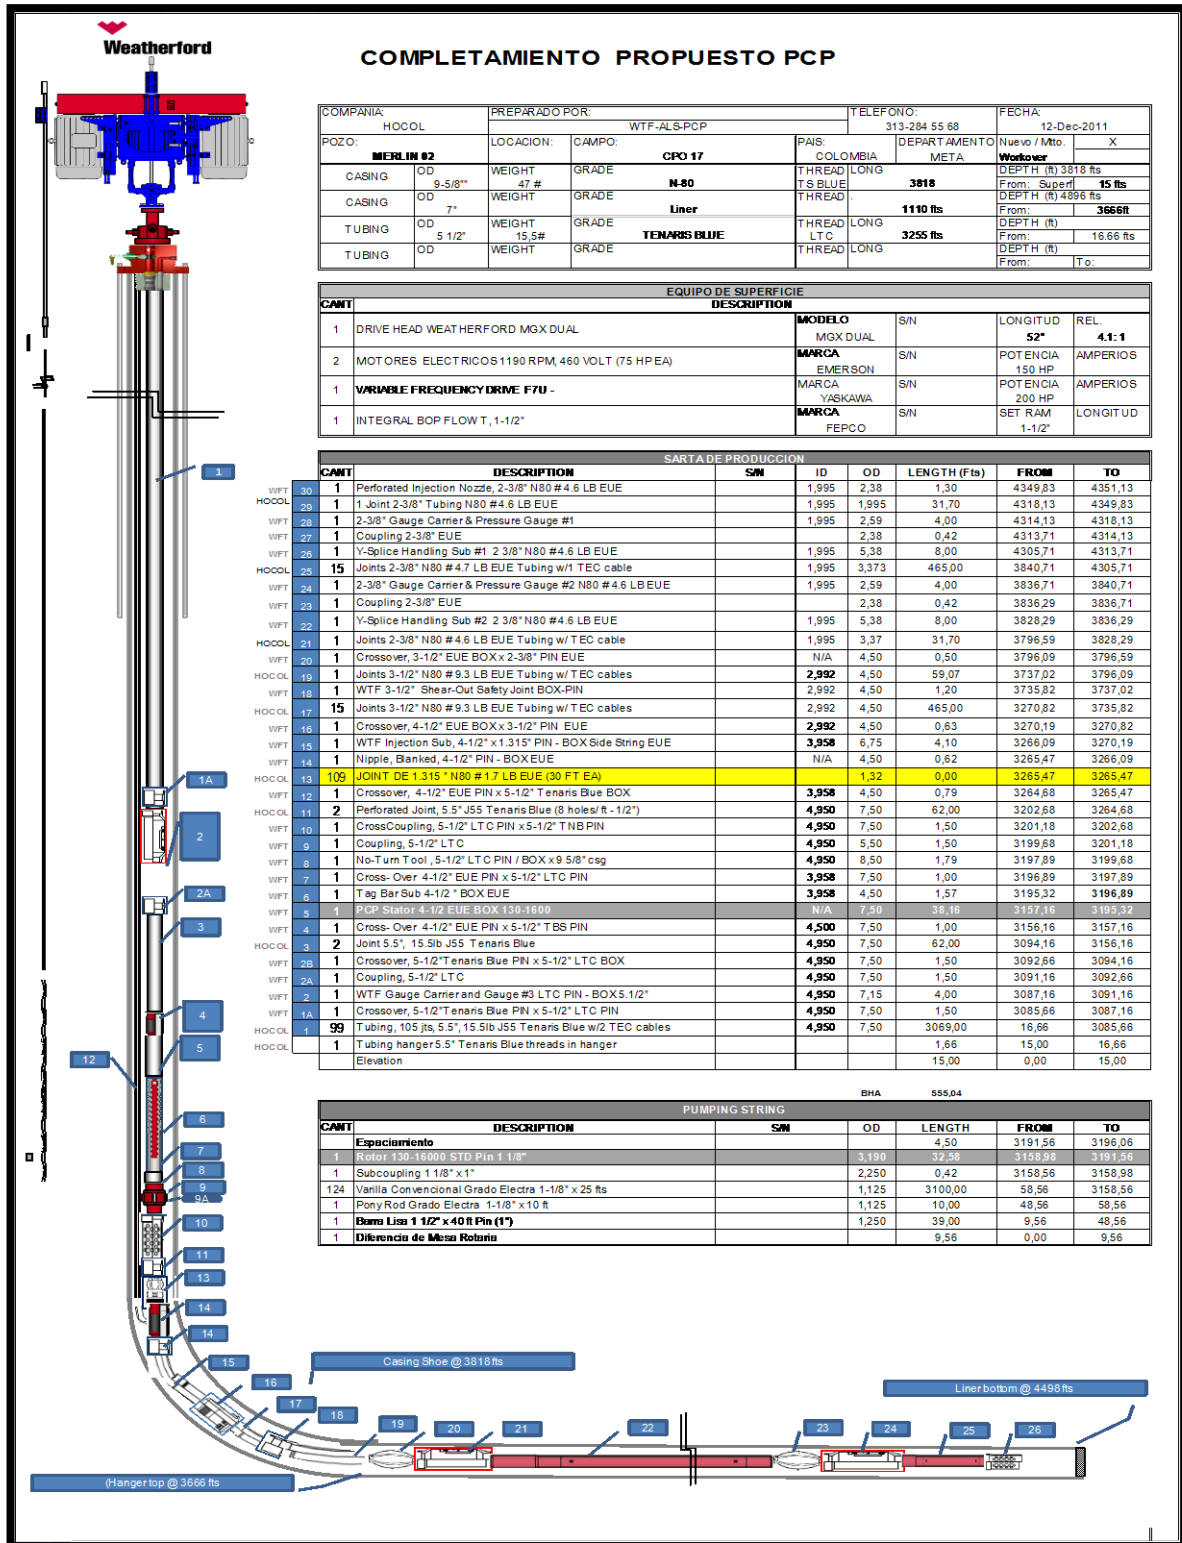 Weatherford
COMPLETAMIENTO PROPUESTO PCP
COMPANIA: PREPARADO POR: TELEFONO: FECHA:
HOCOL WTF-ALS-PCP 313-284 55 68 12-Dec-2011
POZO: LOCACION: CAMPO: PAIS: DEPARTAMENTO Nuevo / Mtto. X
MERLIN 02 CPO 17 COLOMBIA META Workover
CASING OD WEIGHT GRADE THREAD LONG DEPTH (ft) 3818 fts
9-5/8"" 47 # N-80 TS BLUE 3818 From: Superf 15 fts
CASING OD WEIGHT GRADE THREAD . DEPTH (ft) 4896 fts
7" Liner 1110 fts From: 3666ft
TUBING OD WEIGHT GRADE THREAD LONG DEPTH (ft)
5 1/2" 15,5# TENARIS BLUE LTC 3255 fts From: 16.66 fts
TUBING OD WEIGHT GRADE THREAD LONG DEPTH (ft)
From: To:
EQUIPO DE SUPERFICIE
CANT DESCRIPTION
1 DRIVE HEAD WEATHERFORD MGX DUAL MODELO S/N LONGITUD REL.
MGX DUAL 52" 4.1:1
2 MOTORES ELECTRICOS 1190 RPM, 460 VOLT (75 HP EA) MARCA S/N POTENCIA AMPERIOS
EMERSON 150 HP
1 VARIABLE FREQUENCY DRIVE F7U - MARCA S/N POTENCIA AMPERIOS
YASKAWA 200 HP
1 INTEGRAL BOP FLOW T, 1-1/2" MARCA S/N SET RAM LONGITUD
FEPCO 1-1/2"
SARTA DE PRODUCCION
CANT DESCRIPTION S/N ID OD LENGTH (Fts) FROM TO
WFT 30 1 Perforated Injection Nozzle, 2-3/8" N80 #4.6 LB EUE 1,995 2,38 1,30 4349,83 4351,13
HOCOL 29 1 1 Joint 2-3/8" Tubing N80 #4.6 LB EUE 1,995 1,995 31,70 4318,13 4349,83
WFT 28 1 2-3/8" Gauge Carrier & Pressure Gauge #1 1,995 2,59 4,00 4314,13 4318,13
WFT 27 1 Coupling 2-3/8" EUE 2,38 0,42 4313,71 4314,13
WFT 26 1 Y-Splice Handling Sub #1 2 3/8" N80 #4.6 LB EUE 1,995 5,38 8,00 4305,71 4313,71
HOCOL 25 15 Joints 2-3/8" N80 #4.7 LB EUE Tubing w/1 TEC cable 1,995 3,373 465,00 3840,71 4305,71
WFT 24 1 2-3/8" Gauge Carrier & Pressure Gauge #2 N80 #4.6 LB EUE 1,995 2,59 4,00 3836,71 3840,71
WFT 23 1 Coupling 2-3/8" EUE 2,38 0,42 3836,29 3836,71
WFT 22 1 Y-Splice Handling Sub #2 2 3/8" N80 #4.6 LB EUE 1,995 5,38 8,00 3828,29 3836,29
HOCOL 21 1 Joints 2-3/8" N80 #4.6 LB EUE Tubing w/ TEC cable 1,995 3,37 31,70 3796,59 3828,29
WFT 20 1 Crossover, 3-1/2" EUE BOX x 2-3/8" PIN EUE N/A 4,50 0,50 3796,09 3796,59
HOCOL 19 1 Joints 3-1/2" N80 #9.3 LB EUE Tubing w/ TEC cables 2,992 4,50 59,07 3737,02 3796,09
WFT 18 1 WTF 3-1/2" Shear-Out Safety Joint BOX-PIN 2,992 4,50 1,20 3735,82 3737,02
HOCOL 17 15 Joints 3-1/2" N80 #9.3 LB EUE Tubing w/ TEC cables 2,992 4,50 465,00 3270,82 3735,82
WFT 16 1 Crossover, 4-1/2" EUE BOX x 3-1/2" PIN EUE 2,992 4,50 0,63 3270,19 3270,82
WFT 15 1 WTF Injection Sub, 4-1/2" x 1.315" PIN - BOX Side String EUE 3,958 6,75 4,10 3266,09 3270,19
WFT 14 1 Nipple, Blanked, 4-1/2" PIN - BOX EUE N/A 4,50 0,62 3265,47 3266,09
HOCOL 13 109 JOINT DE 1.315 " N80 #1.7 LB EUE (30 FT EA) 1,32 0,00 3265,47 3265,47
WFT 12 1 Crossover, 4-1/2" EUE PIN x 5-1/2" Tenaris Blue BOX 3,958 4,50 0,79 3264,68 3265,47
HOCOL 11 2 Perforated Joint, 5.5" J55 Tenaris Blue (8 holes/ ft - 1/2") 4,950 7,50 62,00 3202,68 3264,68
WFT 10 1 CrossCoupling, 5-1/2" LTC PIN x 5-1/2" TNB PIN 4,950 7,50 1,50 3201,18 3202,68
WFT 9 1 Coupling, 5-1/2" LTC 4,950 5,50 1,50 3199,68 3201,18
WFT 8 1 No-Turn Tool , 5-1/2" LTC PIN / BOX x 9 5/8" csg 4,950 8,50 1,79 3197,89 3199,68
WFT 7 1 Cross- Over 4-1/2" EUE PIN x 5-1/2" LTC PIN 3,958 7,50 1,00 3196,89 3197,89
WFT 6 1 Tag Bar Sub 4-1/2 " BOX EUE 3,958 4,50 1,57 3195,32 3196,89
WFT 5 1 PCP Stator 4-1/2 EUE BOX 130-1600 N/A 7,50 38,16 3157,16 3195,32
WFT 4 1 Cross- Over 4-1/2" EUE PIN x 5-1/2" TBS PIN 4,500 7,50 1,00 3156,16 3157,16
HOCOL 3 2 Joint 5.5", 15.5lb J55 Tenaris Blue 4,950 7,50 62,00 3094,16 3156,16
WFT 2B 1 Crossover, 5-1/2"Tenaris Blue PIN x 5-1/2" LTC BOX 4,950 7,50 1,50 3092,66 3094,16
WFT 2A 1 Coupling, 5-1/2" LTC 4,950 7,50 1,50 3091,16 3092,66
WFT 2 1 WTF Gauge Carrier and Gauge #3 LTC PIN - BOX 5.1/2" 4,950 7,15 4,00 3087,16 3091,16
WFT 1A 1 Crossover, 5-1/2"Tenaris Blue PIN x 5-1/2" LTC PIN 4,950 7,50 1,50 3085,66 3087,16
HOCOL 1 99 Tubing, 105 jts, 5.5", 15.5lb J55 Tenaris Blue w/2 TEC cables 4,950 7,50 3069,00 16,66 3085,66
HOCOL 1 Tubing hanger 5.5" Tenaris Blue threads in hanger 1,66 15,00 16,66
Elevation 15,00 0,00 15,00
BHA 555,04
PUMPING STRING
CANT DESCRIPTION S/N OD LENGTH FROM TO
Espaciamiento 4,50 3191,56 3196,06
1 Rotor 130-16000 STD Pin 1 1/8" 3,190 32,58 3158,98 3191,56
1 Subcoupling 1 1/8" x 1" 2,250 0,42 3158,56 3158,98
124 Varilla Convencional Grado Electra 1-1/8" x 25 fts 1,125 3100,00 58,56 3158,56
1 Pony Rod Grado Electra 1-1/8" x 10 ft 1,125 10,00 48,56 58,56
1 Barra Lisa 1 1/2" x 40 ft Pin (1") 1,250 39,00 9,56 48,56
1 Diferencia de Mesa Rotaria 9,56 0,00 9,56
1
1A
2
2A
3
4
5
12
6
7
8
9
9A
10
11
13
14
14
15
16
17
18
19
20
21
22
23
24
25
26
Casing Shoe @ 3818 fts
Liner bottom @ 4498 fts
(Hanger top @ 3666 fts